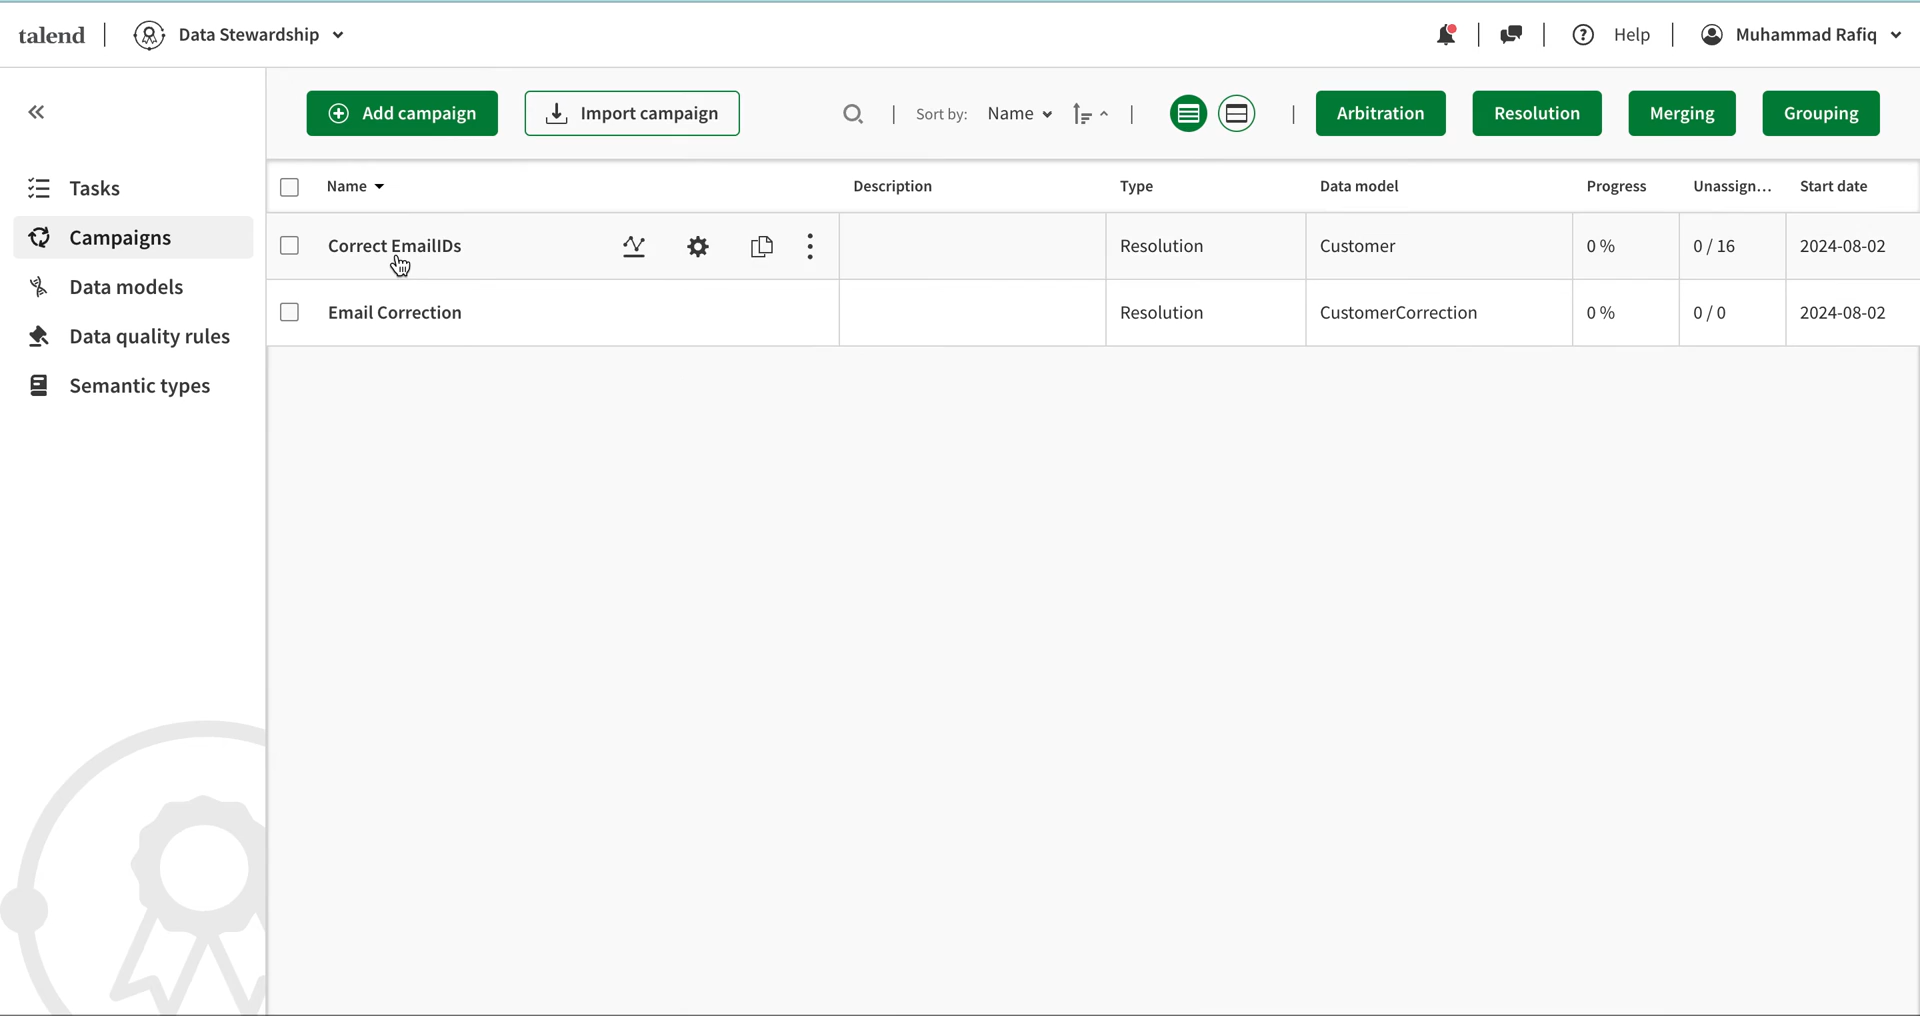 talend Data Stewardship Help Muhammad Rafiq
Add campaign Import campaign Sort by: Name Arbitration Resolution Merging Grouping
Tasks
Campaigns
Data models
Data quality rules
Semantic types
Name Description Type Data model Progress Unassign... Start date
Correct EmailIDs Resolution Customer 0 % 0 / 16 2024-08-02
Email Correction Resolution CustomerCorrection 0 % 0 / 0 2024-08-02